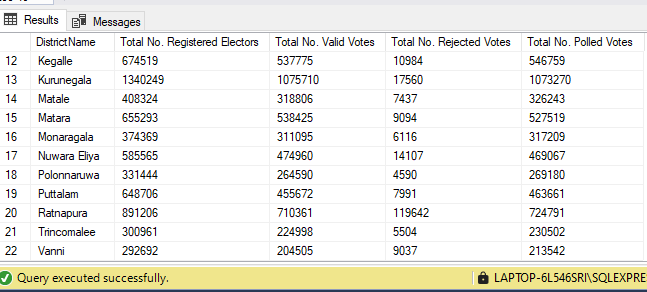 Results Messages
DistrictName Total No. Registered Electors Total No. Valid Votes Total No. Rejected Votes Total No. Polled Votes
12 Kegalle 674519 537775 10984 546759
13 Kurunegala 1340249 1075710 17560 1073270
14 Matale 408324 318806 7437 326243
15 Matara 655293 538425 9094 527519
16 Monaragala 374369 311095 6116 317209
17 Nuwara Eliya 585565 474960 14107 469067
18 Polonnaruwa 331444 264590 4590 269180
19 Puttalam 648706 455672 7991 463661
20 Ratnapura 891206 710361 119642 724791
21 Trincomalee 300961 224998 5504 230502
22 Vanni 292692 204505 9037 213542
Query executed successfully. LAPTOP-6L546SRI\SQLEXPRE